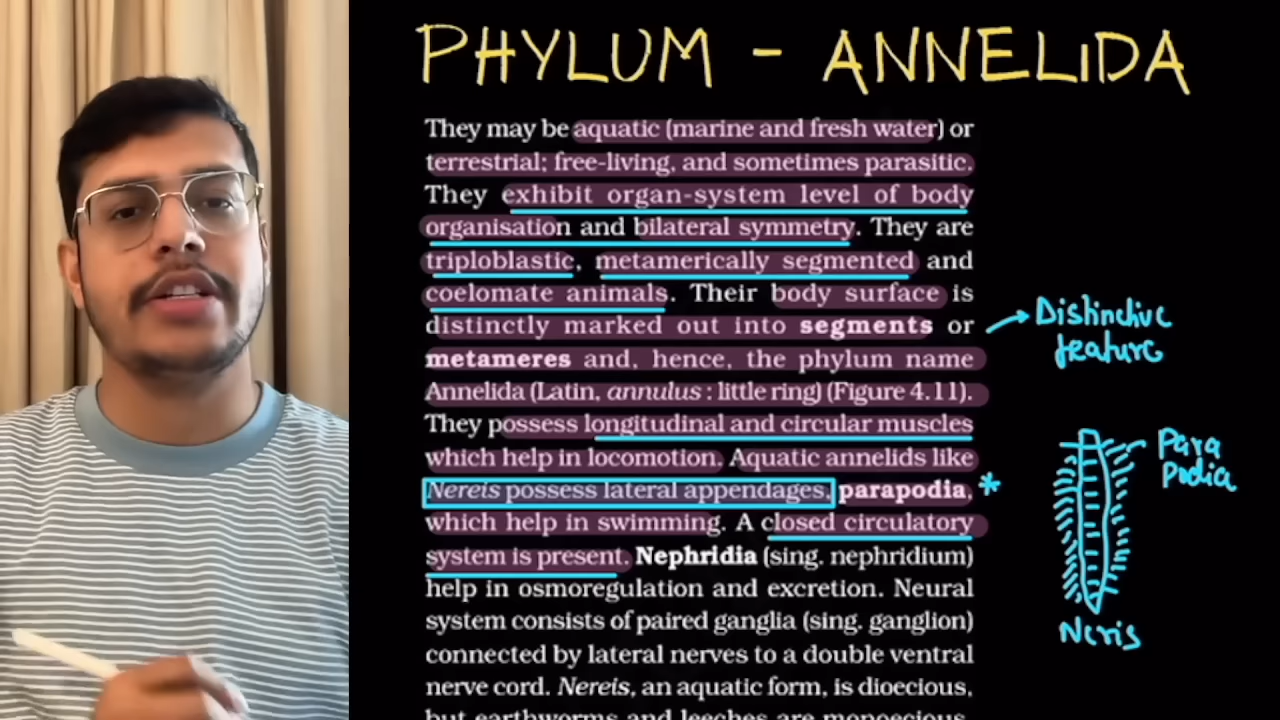 PHYLUM - ANNELIDA
They may be aquatic (marine and fresh water) or
terrestrial; free-living, and sometimes parasitic.
They exhibit organ-system level of body
organisation and bilateral symmetry. They are
triploblastic, metamerically segmented and
coelomate animals. Their body surface is
distinctly marked out into segments or
metameres and, hence, the phylum name
Annelida (Latin, annulus : little ring) (Figure 4.11).
They possess longitudinal and circular muscles
which help in locomotion. Aquatic annelids like
Nereis possess lateral appendages, parapodia, *
which help in swimming. A closed circulatory
system is present. Nephridia (sing. nephridium)
help in osmoregulation and excretion. Neural
system consists of paired ganglia (sing. ganglion)
connected by lateral nerves to a double ventral
nerve cord. Nereis, an aquatic form, is dioecious,
but earthworms and leeches are monoecious.
Distinctive
feature
Para
Podia
Neris